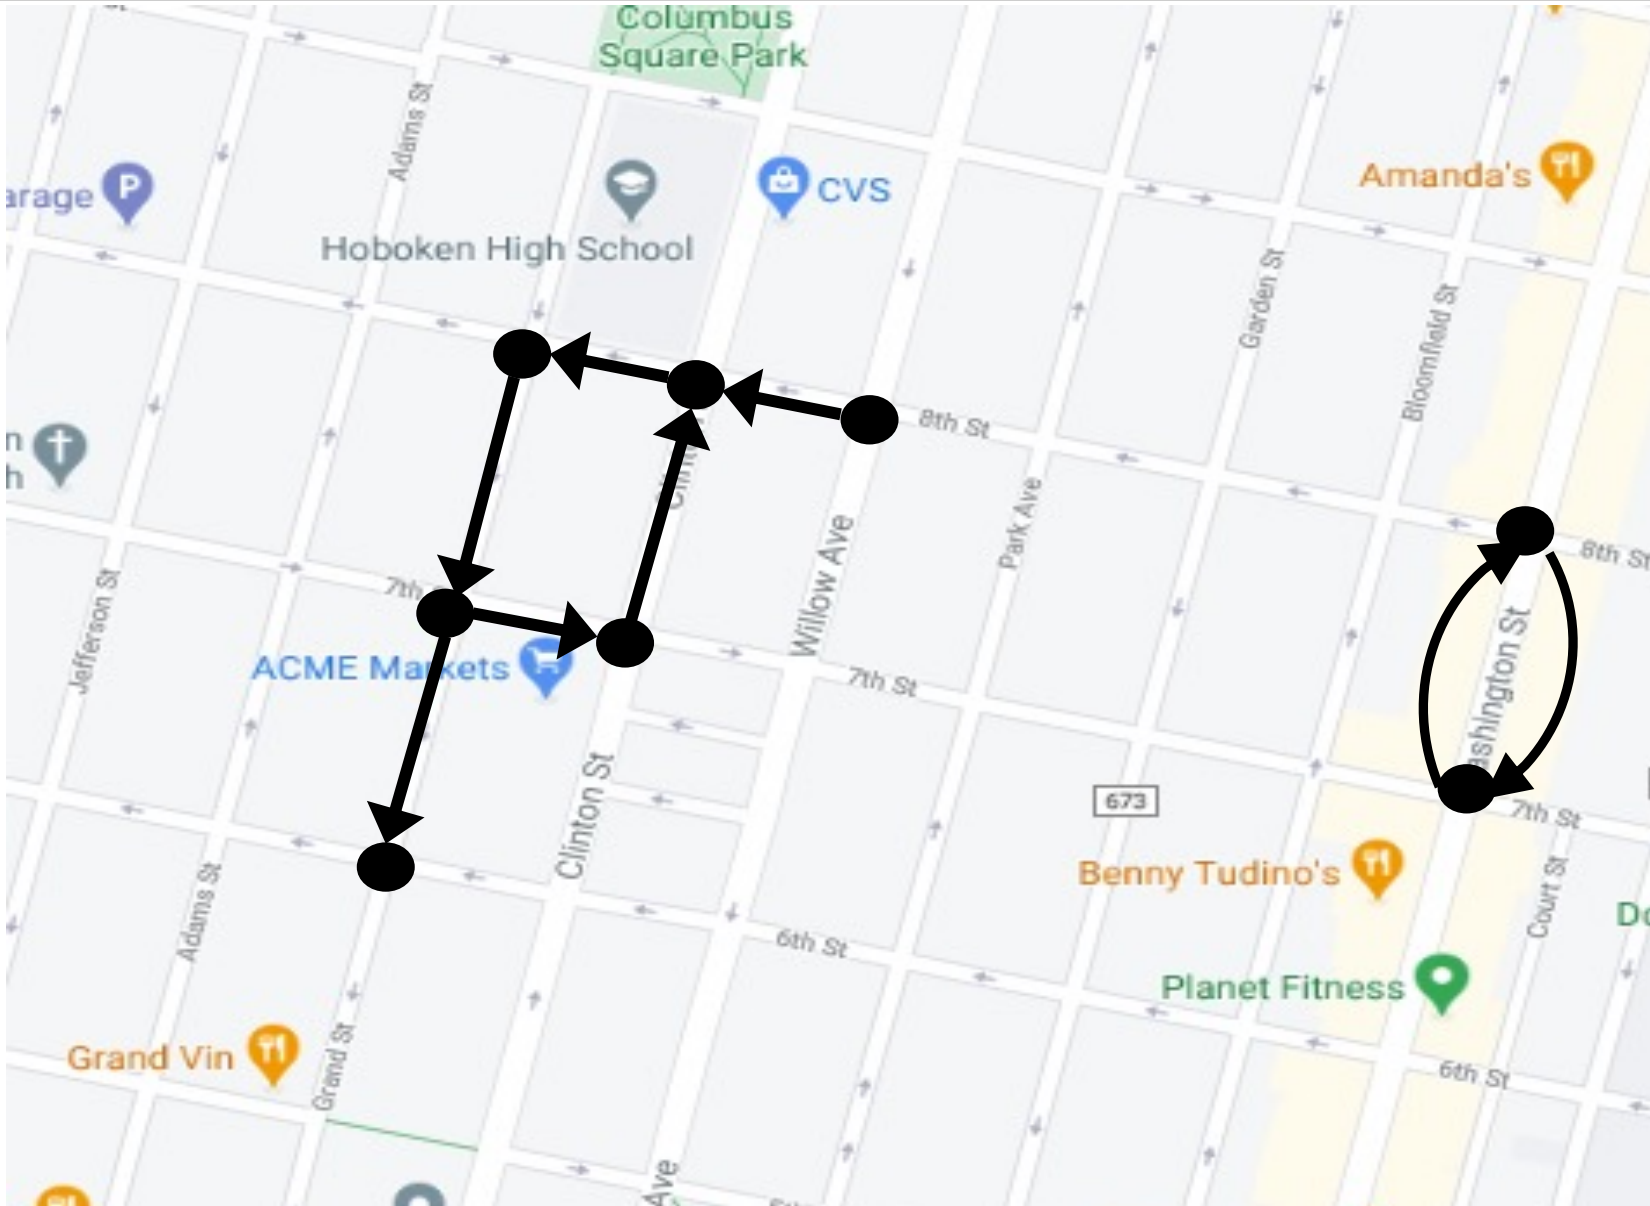 Columbus
Square Park
Adams St
P
arage
CVS
Amanda's
Hoboken High School
Garden St
Bloomfield St
8th St
Park Ave
Willow Ave
8th St
n
h
7th
Jefferson St
ACME Markets
7th St
ashington St
673
7th St
Clinton St
Benny Tudino's
Court St
Adams St
6th St
Planet Fitness
Grand Vin
Grand St
6th St
Ave